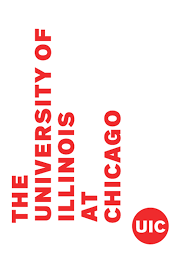 THE
UNIVERSITY OF
ILLINOIS
AT
CHICAGO
UIC